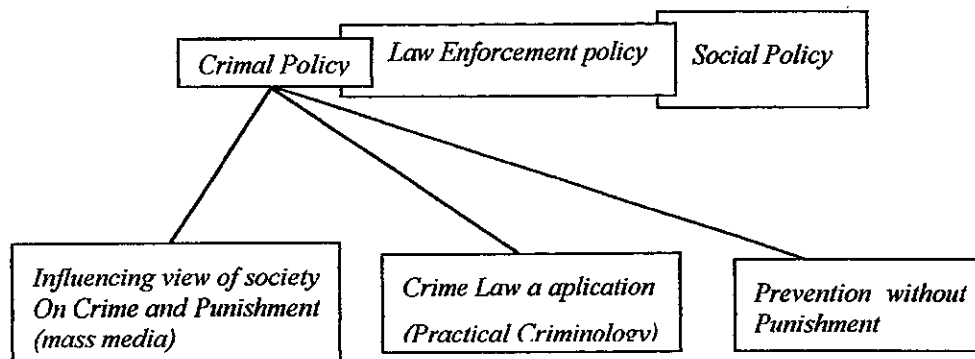 Crimal Policy
Law Enforcement policy
Social Policy
Influencing view of society
On Crime and Punishment
(mass media)
Crime Law a aplication
(Practical Criminology)
Prevention without
Punishment